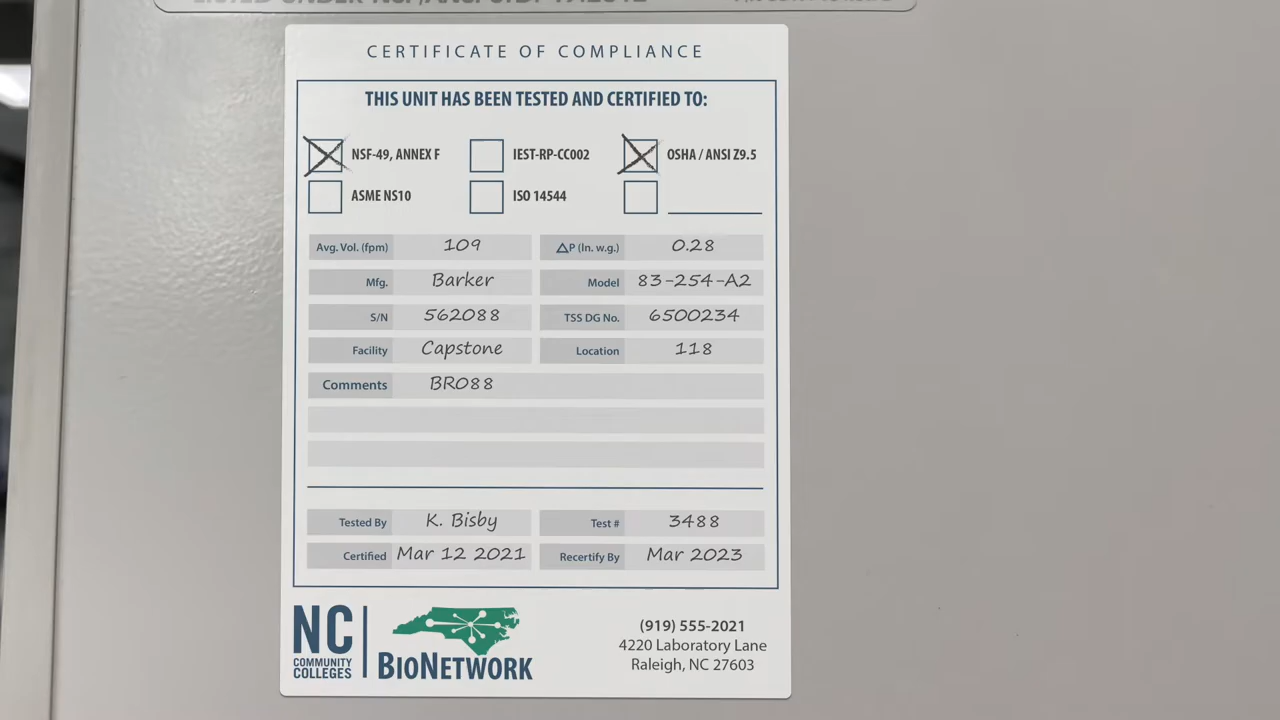 CERTIFICATE OF COMPLIANCE
THIS UNIT HAS BEEN TESTED AND CERTIFIED TO:
NSF-49, ANNEX F IEST-RP-CC002 OSHA / ANSI Z9.5
ASME NS10 ISO 14544
Avg. Vol. (fpm) 109 △P (In. w.g.) 0.28
Mfg. Barker Model 83-254-A2
S/N 562088 TSS DG No. 6500234
Facility Capstone Location 118
Comments BR088
Tested By K. Bisby Test # 3488
Certified Mar 12 2021 Recertify By Mar 2023
NC
COMMUNITY
COLLEGES
BIONETWORK
(919) 555-2021
4220 Laboratory Lane
Raleigh, NC 27603